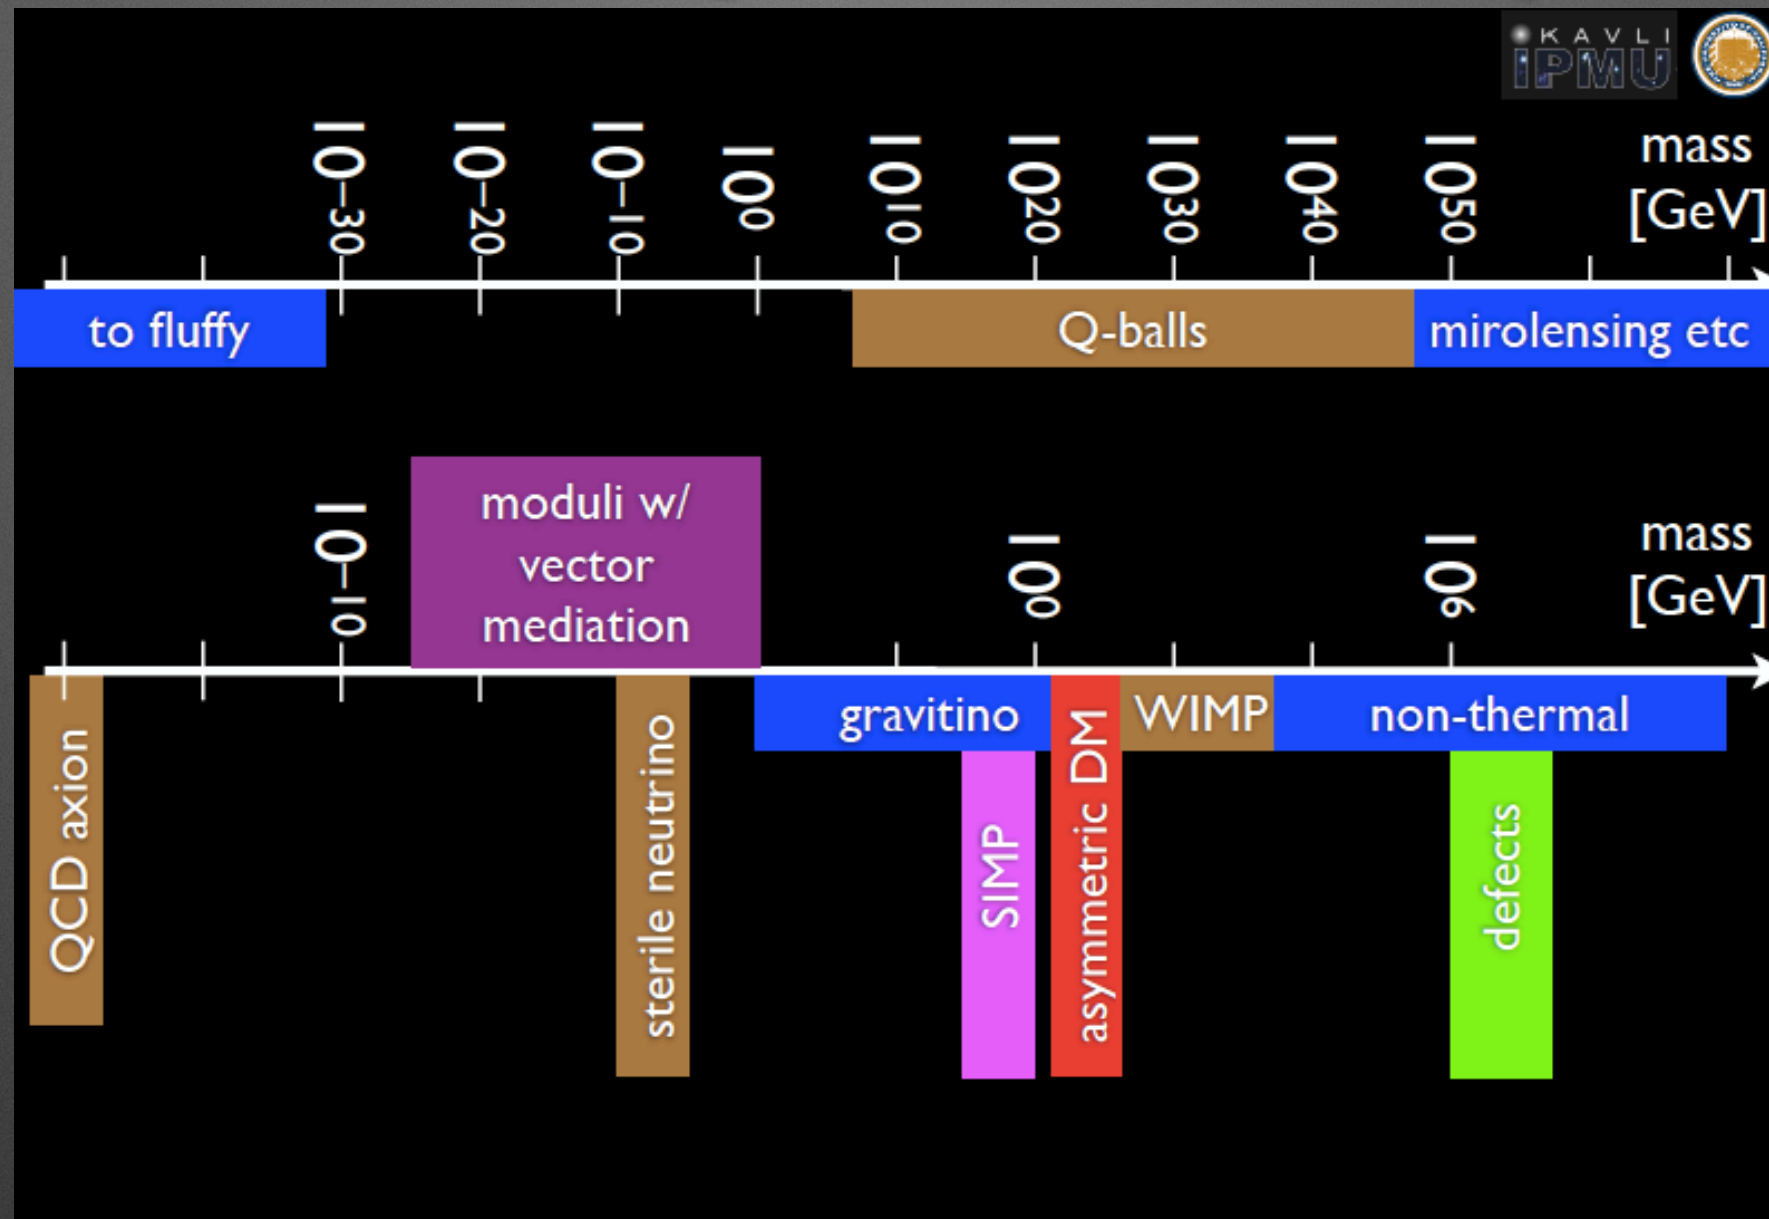 KAVLI
IPMU
10⁻³⁰ 10⁻²⁰ 10⁻¹⁰ 10⁰ 10¹⁰ 10²⁰ 10³⁰ 10⁴⁰ 10⁵⁰
mass
[GeV]
to fluffy
Q-balls
mirolensing etc
moduli w/
vector
mediation
10⁻¹⁰ 10⁰ 10⁶
mass
[GeV]
QCD axion
sterile neutrino
gravitino
SIMP
asymmetric DM
WIMP
non-thermal
defects